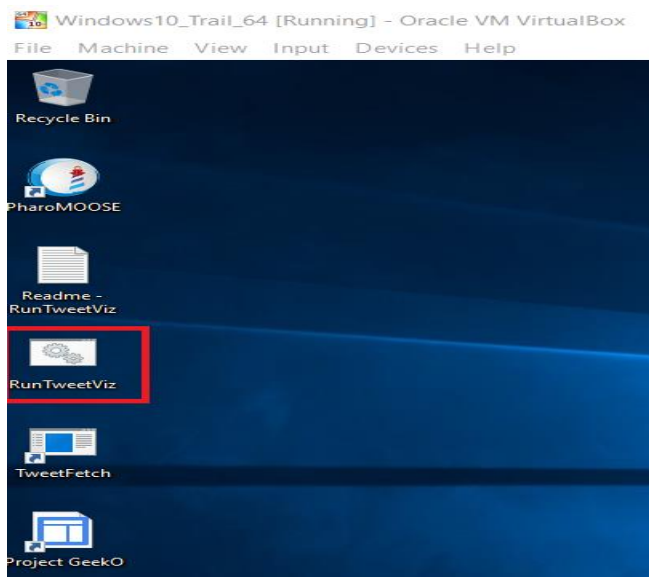 Windows10_Trail_64 [Running] - Oracle VM VirtualBox
File Machine View Input Devices Help
Recycle Bin
PharoMOOSE
Readme -
RunTweetViz
RunTweetViz
TweetFetch
Project GeekO